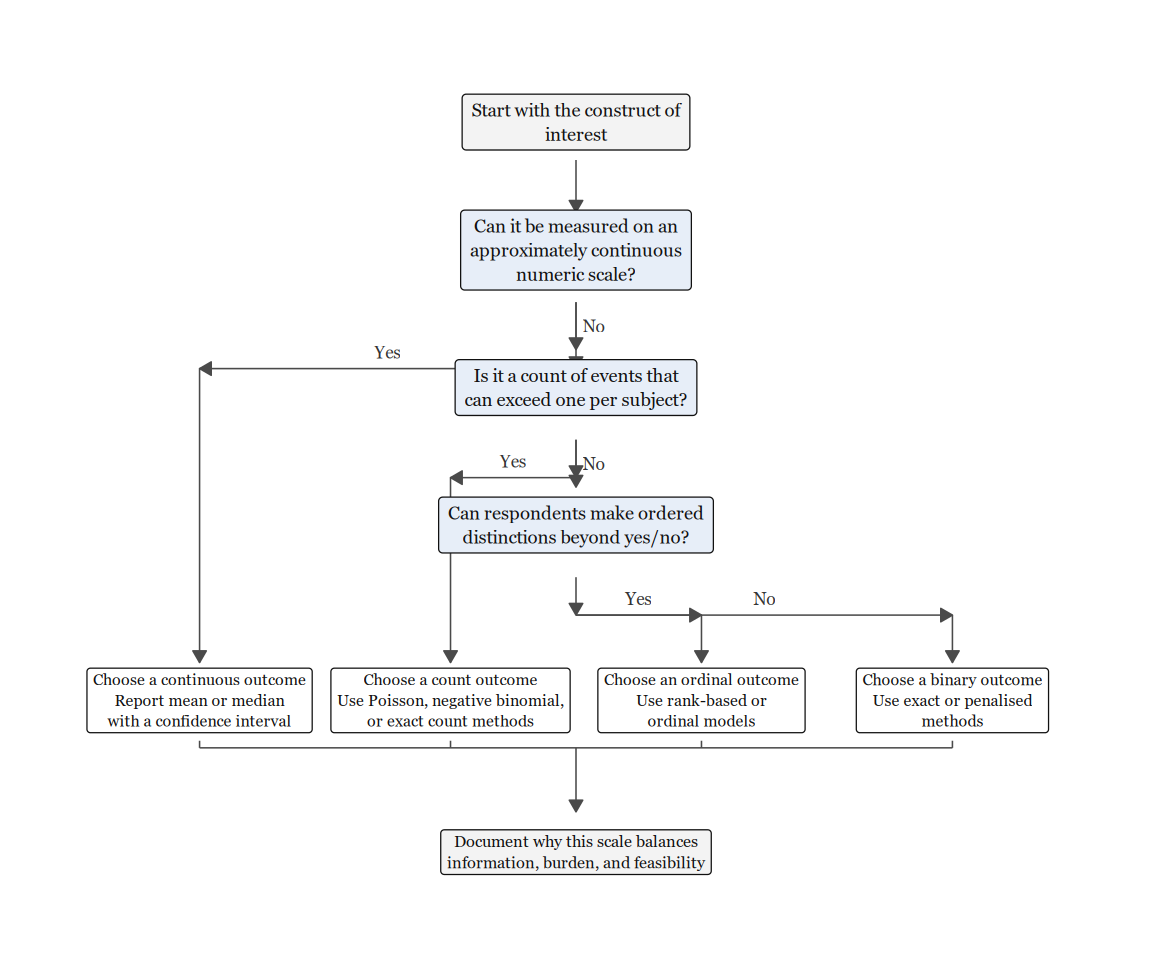 Start with the construct of
interest
Can it be measured on an
approximately continuous
numeric scale?
No
Yes
Is it a count of events that
can exceed one per subject?
Yes
No
Can respondents make ordered
distinctions beyond yes/no?
Yes
No
Choose a continuous outcome
Report mean or median
with a confidence interval
Choose a count outcome
Use Poisson, negative binomial,
or exact count methods
Choose an ordinal outcome
Use rank-based or
ordinal models
Choose a binary outcome
Use exact or penalised
methods
Document why this scale balances
information, burden, and feasibility